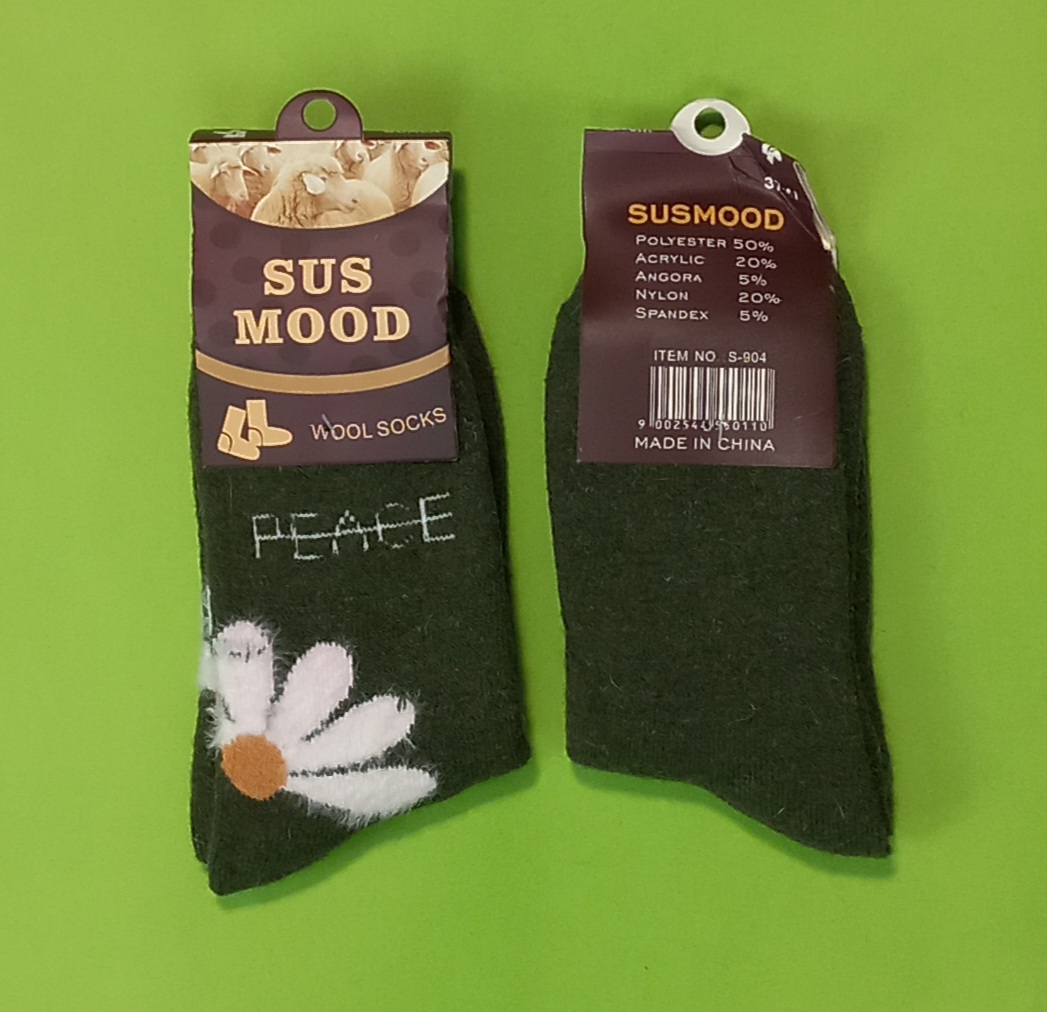 SUS
MOOD
WOOL SOCKS
PEACE
SUSMOOD
POLYESTER 50%
ACRYLIC 20%
ANGORA 5%
NYLON 20%
SPANDEX 5%
ITEM NO. S-904
MADE IN CHINA